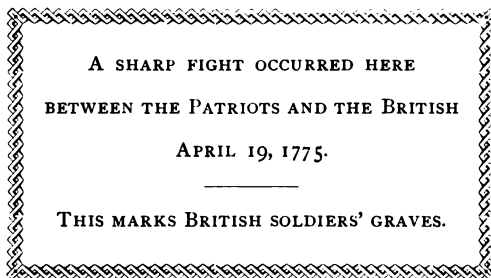 A SHARP FIGHT OCCURRED HERE
BETWEEN THE PATRIOTS AND THE BRITISH
APRIL 19, 1775.
THIS MARKS BRITISH SOLDIERS' GRAVES.